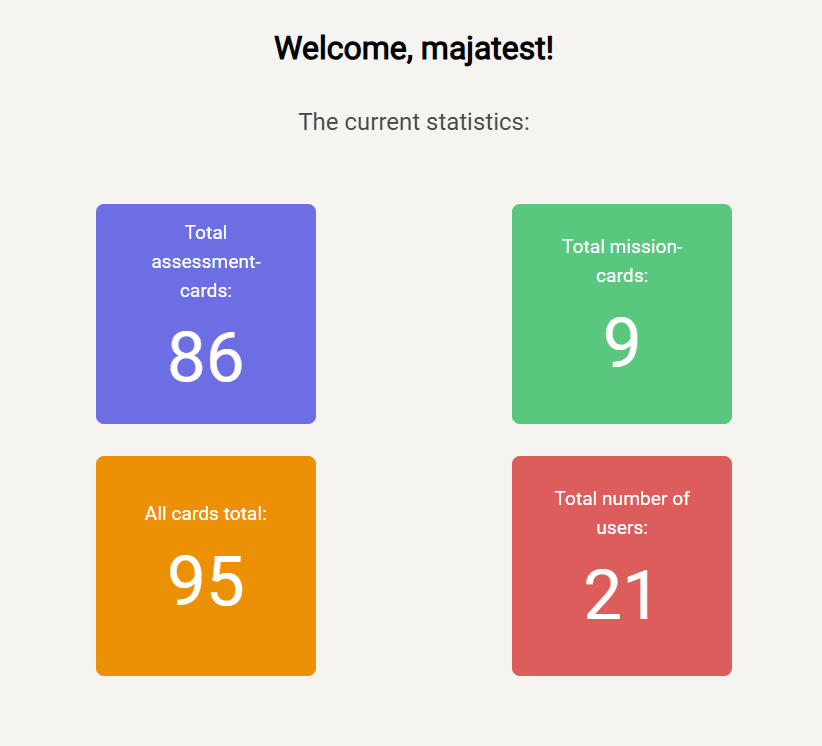 Welcome, majatest!
The current statistics:
Total
assessment-
cards:
86
Total mission-
cards:
9
All cards total:
95
Total number of
users:
21